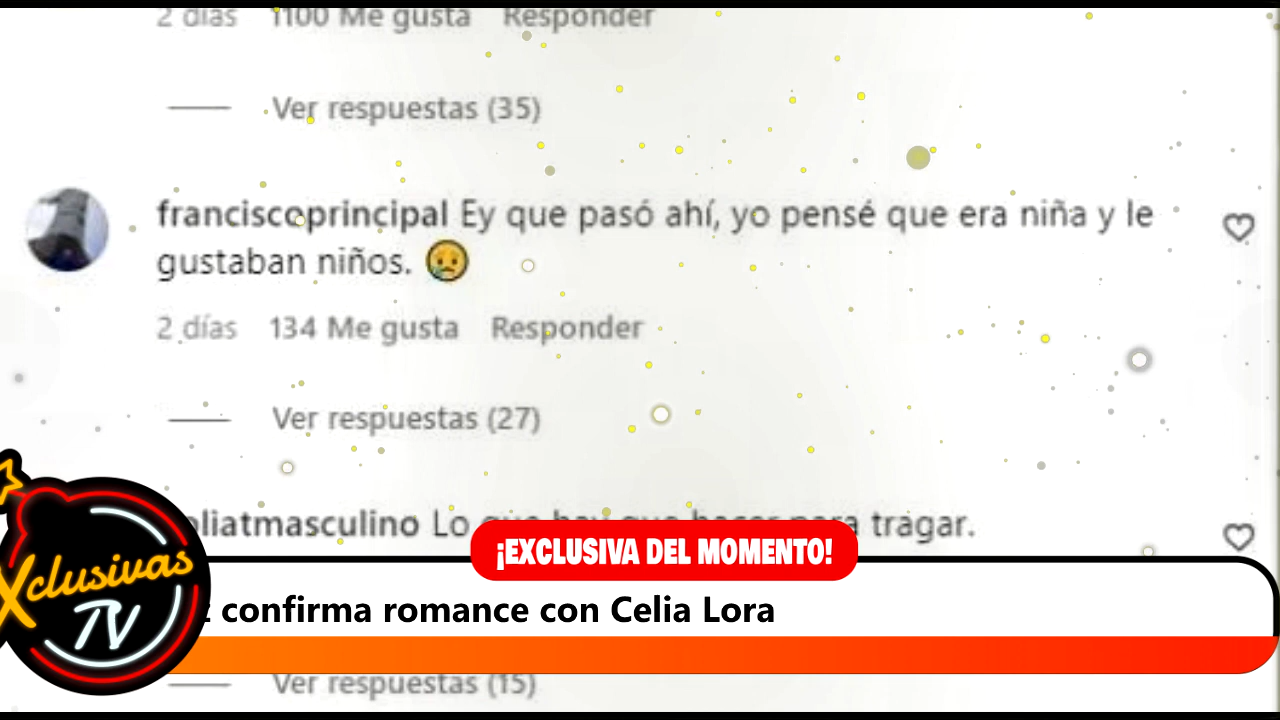 2 días 1100 Me gusta Responder
Ver respuestas (35)
franciscoprincipal Ey que pasó ahí, yo pensé que era niña y le
gustaban niños. 😥
2 días 134 Me gusta Responder
Ver respuestas (27)
liatmasculino Lo que hay que hacer para tragar.
¡EXCLUSIVA DEL MOMENTO!
Xclusivas
TV
confirma romance con Celia Lora
Ver respuestas (15)